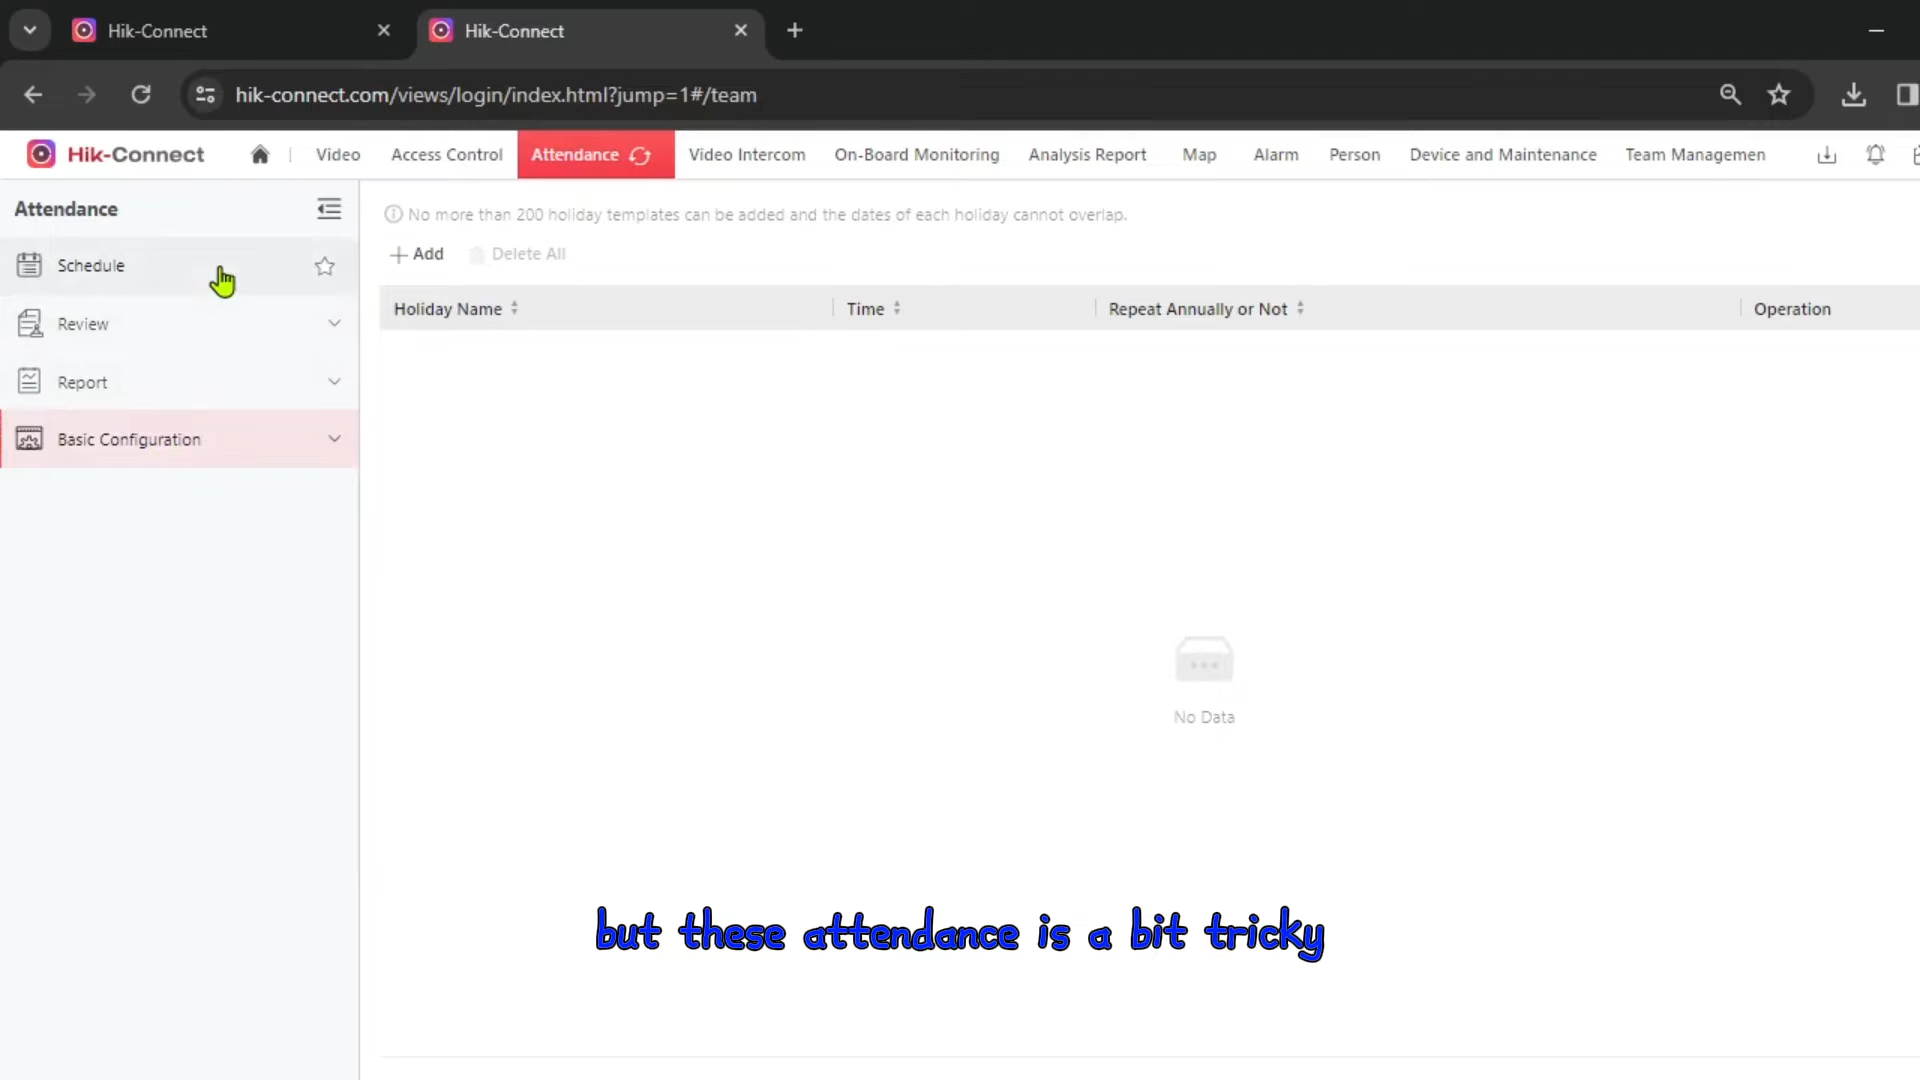 Hik-Connect
Hik-Connect
hik-connect.com/views/login/index.html?jump=1#/team
Hik-Connect
Video
Access Control
Attendance
Video Intercom
On-Board Monitoring
Analysis Report
Map
Alarm
Person
Device and Maintenance
Team Managemen
Attendance
No more than 200 holiday templates can be added and the dates of each holiday cannot overlap.
Schedule
Add
Delete All
Review
Holiday Name
Time
Repeat Annually or Not
Operation
Report
Basic Configuration
No Data
but these attendance is a bit tricky